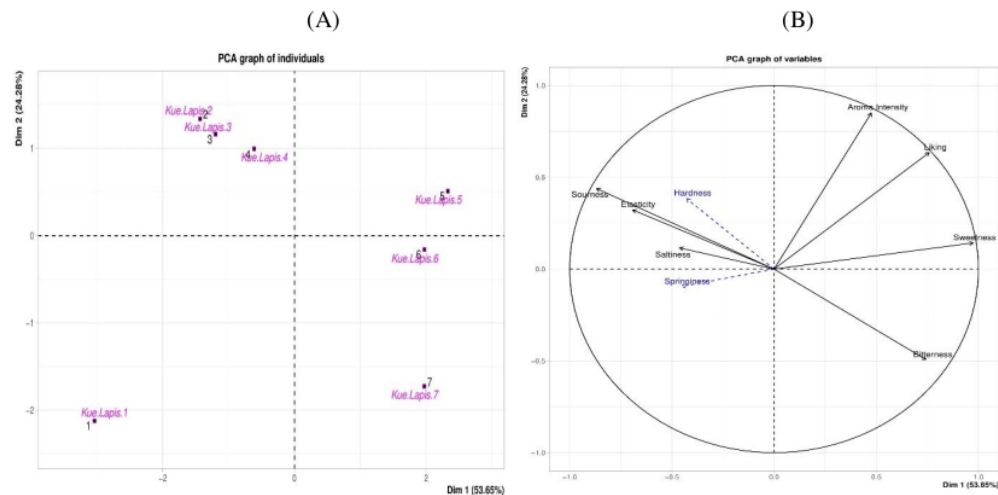 (A)
(B)
PCA graph of individuals
Dim 2 (24.28%)
Kue.Lapis.2
2
Kue.Lapis.3
3
4
Kue.Lapis.4
5
Kue.Lapis.5
6
Kue.Lapis.6
7
Kue.Lapis.7
Kue.Lapis.1
1
1
0
-1
-2
-2
0
2
Dim 1 (53.65%)
PCA graph of variables
Dim 2 (24.28%)
1.0
0.5
0.0
-0.5
-1.0
Aroma.Intensity
Liking
Hardness
Sourness
Elasticity
Sweetness
Saltiness
Springiness
Bitterness
-1.0
-0.5
0.0
0.5
1.0
Dim 1 (53.65%)